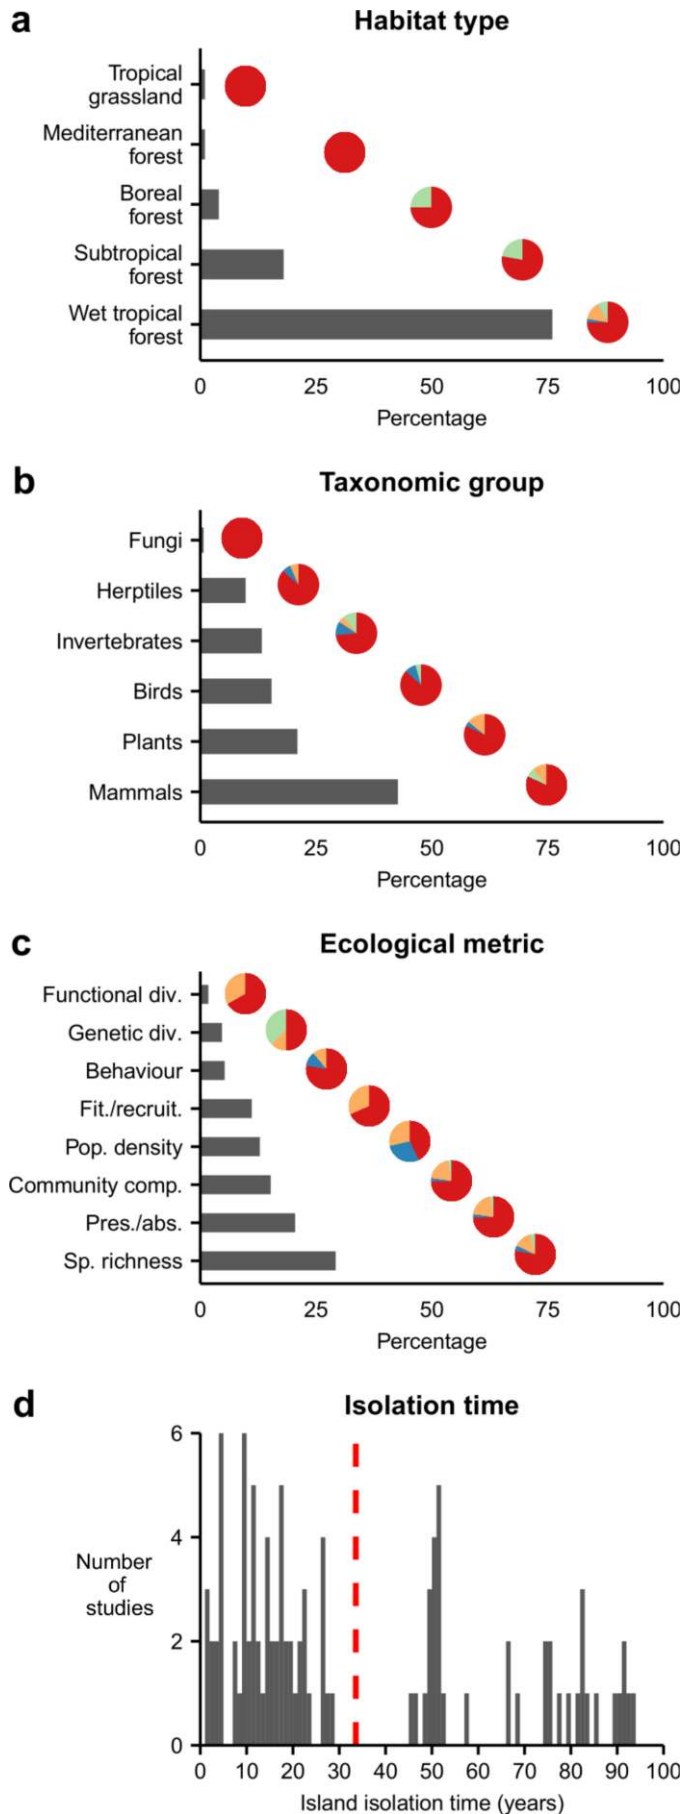 a
Habitat type
Tropical
grassland
Mediterranean
forest
Boreal
forest
Subtropical
forest
Wet tropical
forest
0 25 50 75 100
Percentage
b
Taxonomic group
Fungi
Herptiles
Invertebrates
Birds
Plants
Mammals
0 25 50 75 100
Percentage
c
Ecological metric
Functional div.
Genetic div.
Behaviour
Fit./recruit.
Pop. density
Community comp.
Pres./abs.
Sp. richness
0 25 50 75 100
Percentage
d
Isolation time
6
4
Number
of
studies
2
0
0 10 20 30 40 50 60 70 80 90 100
Island isolation time (years)